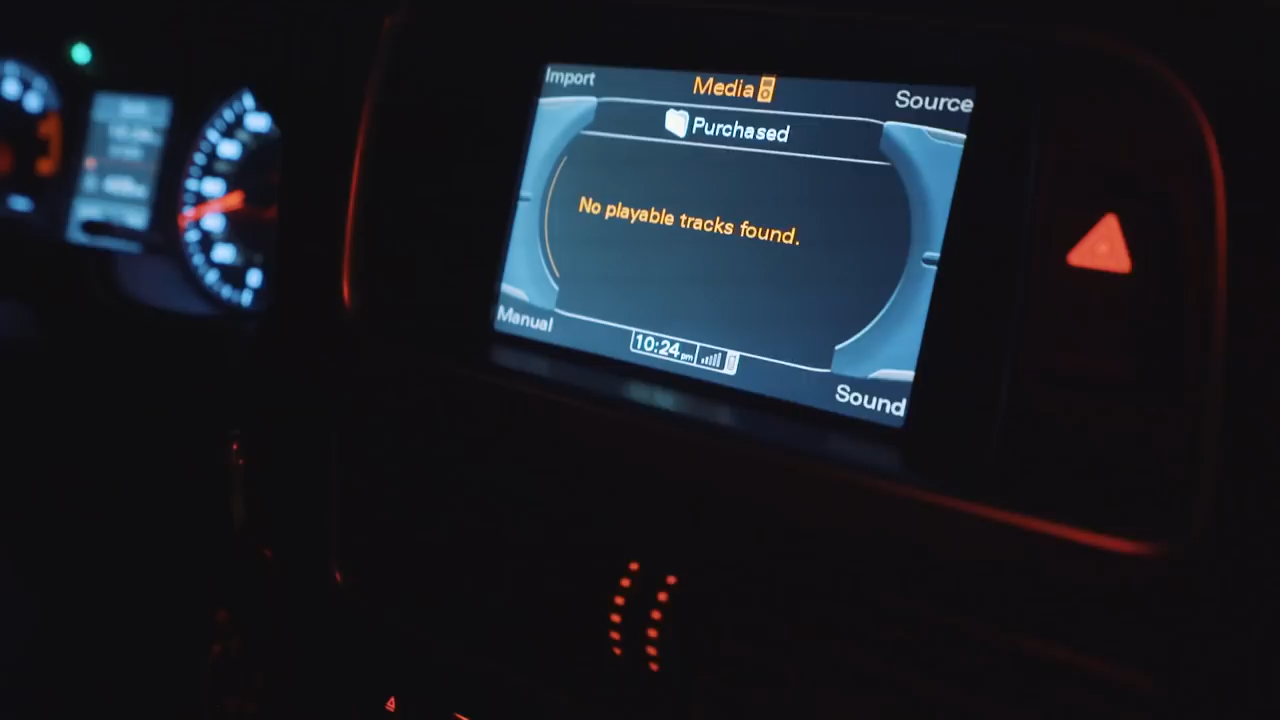 Import
Media
Source
Purchased
No playable tracks found.
Manual
10:24 pm
Sound